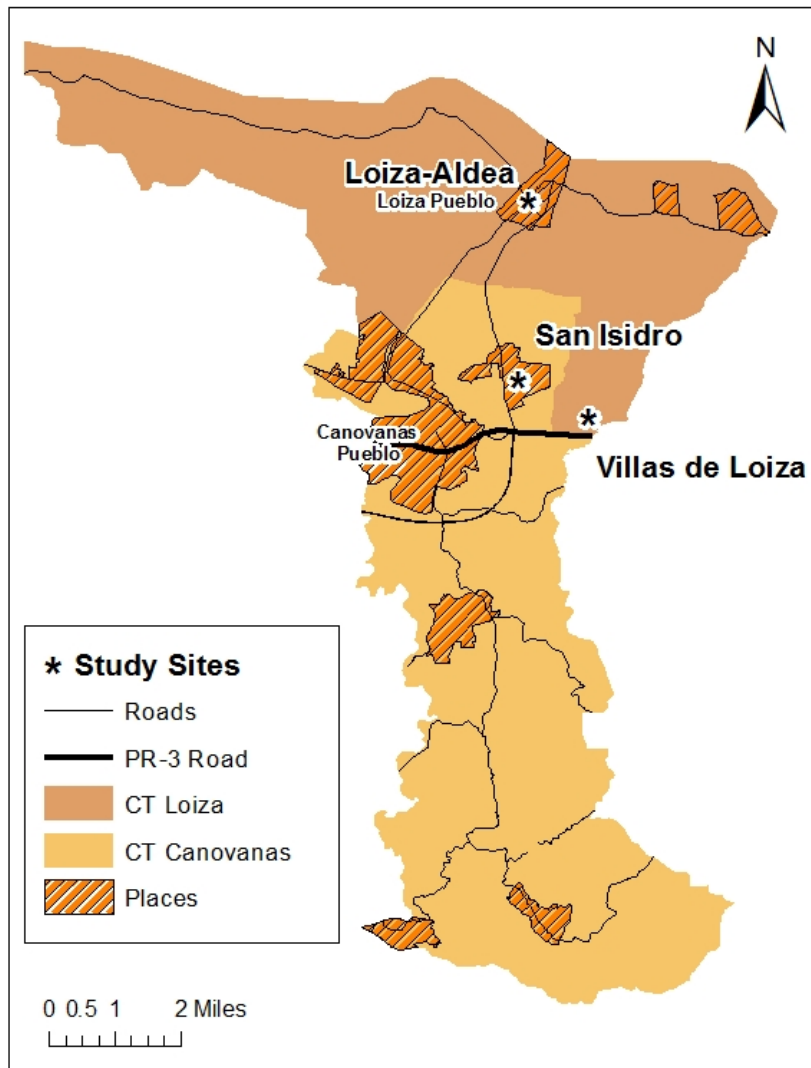 N
Loiza-Aldea
Loiza Pueblo
*
San Isidro
*
*
Canovanas
Pueblo
Villas de Loiza
* Study Sites
Roads
PR-3 Road
CT Loiza
CT Canovanas
Places
0 0.5 1 2 Miles